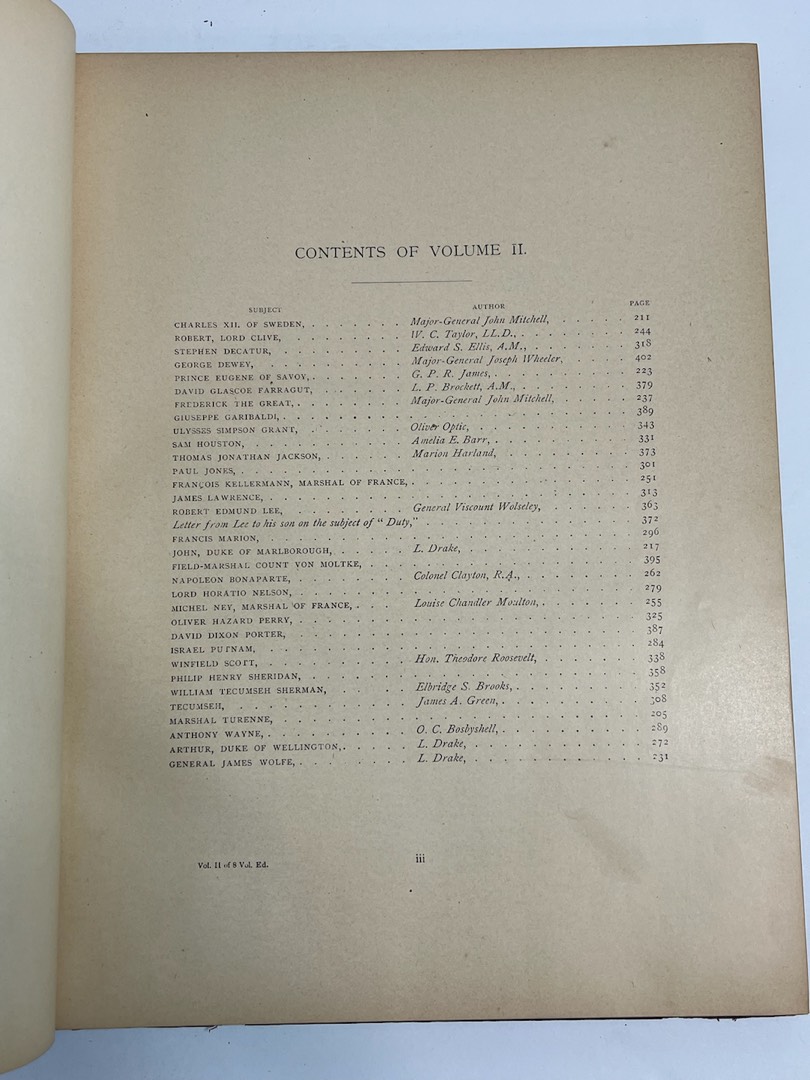 CONTENTS OF VOLUME II.
SUBJECT AUTHOR PAGE
CHARLES XII. OF SWEDEN, . . . . . . . Major-General John Mitchell, . . . . . 211
ROBERT, LORD CLIVE, . . . . . . . . W. C. Taylor, LL.D., . . . . . . . . 244
STEPHEN DECATUR, . . . . . . . . . Edward S. Ellis, A.M., . . . . . . . 318
GEORGE DEWEY, . . . . . . . . . . Major-General Joseph Wheeler, . . . . 402
PRINCE EUGENE OF SAVOY, . . . . . . . G. P. R. James, . . . . . . . . . . 223
DAVID GLASCOE FARRAGUT, . . . . . . L. P. Brockett, A.M., . . . . . . . . 379
FREDERICK THE GREAT, . . . . . . . . Major-General John Mitchell, . . . . . 237
GIUSEPPE GARIBALDI, . . . . . . . . . . . . . . . . . . . . 389
ULYSSES SIMPSON GRANT, . . . . . . . Oliver Optic, . . . . . . . . . . . 343
SAM HOUSTON, . . . . . . . . . . Amelia E. Barr, . . . . . . . . . . 331
THOMAS JONATHAN JACKSON, . . . . . . Marion Harland, . . . . . . . . . . 373
PAUL JONES, . . . . . . . . . . . . . . . . . . . . . . 301
FRANÇOIS KELLERMANN, MARSHAL OF FRANCE, . . . . . . . . . . . . . . 251
JAMES LAWRENCE, . . . . . . . . . . . . . . . . . . . . . 313
ROBERT EDMUND LEE, . . . . . . . . General Viscount Wolseley, . . . . . . 363
Letter from Lee to his son on the subject of "Duty," . . . . . . . . . . . . . 372
FRANCIS MARION, . . . . . . . . . . . . . . . . . . . . . 296
JOHN, DUKE OF MARLBOROUGH, . . . . . L. Drake, . . . . . . . . . . . . 217
FIELD-MARSHAL COUNT VON MOLTKE, . . . . . . . . . . . . . . . . 395
NAPOLEON BONAPARTE, . . . . . . . . Colonel Clayton, R.A., . . . . . . . . 262
LORD HORATIO NELSON, . . . . . . . . . . . . . . . . . . . 279
MICHEL NEY, MARSHAL OF FRANCE, . . . . Louise Chandler Moulton, . . . . . . . 255
OLIVER HAZARD PERRY, . . . . . . . . . . . . . . . . . . . 325
DAVID DIXON PORTER, . . . . . . . . . . . . . . . . . . . . 387
ISRAEL PUTNAM, . . . . . . . . . . . . . . . . . . . . . 284
WINFIELD SCOTT, . . . . . . . . . Hon. Theodore Roosevelt, . . . . . . . 338
PHILIP HENRY SHERIDAN, . . . . . . . . . . . . . . . . . . . 358
WILLIAM TECUMSEH SHERMAN, . . . . . Elbridge S. Brooks, . . . . . . . . . 352
TECUMSEH, . . . . . . . . . . . James A. Green, . . . . . . . . . . 308
MARSHAL TURENNE, . . . . . . . . . . . . . . . . . . . . . 205
ANTHONY WAYNE, . . . . . . . . . . O. C. Bosbyshell, . . . . . . . . . . 289
ARTHUR, DUKE OF WELLINGTON, . . . . . L. Drake, . . . . . . . . . . . . 272
GENERAL JAMES WOLFE, . . . . . . . . L. Drake, . . . . . . . . . . . . 231
iii
Vol. II of 8 Vol. Ed.